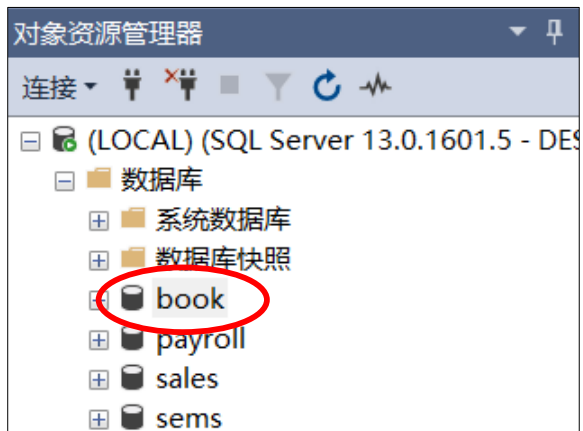 对象资源管理器
连接
(LOCAL) (SQL Server 13.0.1601.5 - DES
数据库
系统数据库
数据库快照
book
payroll
sales
sems